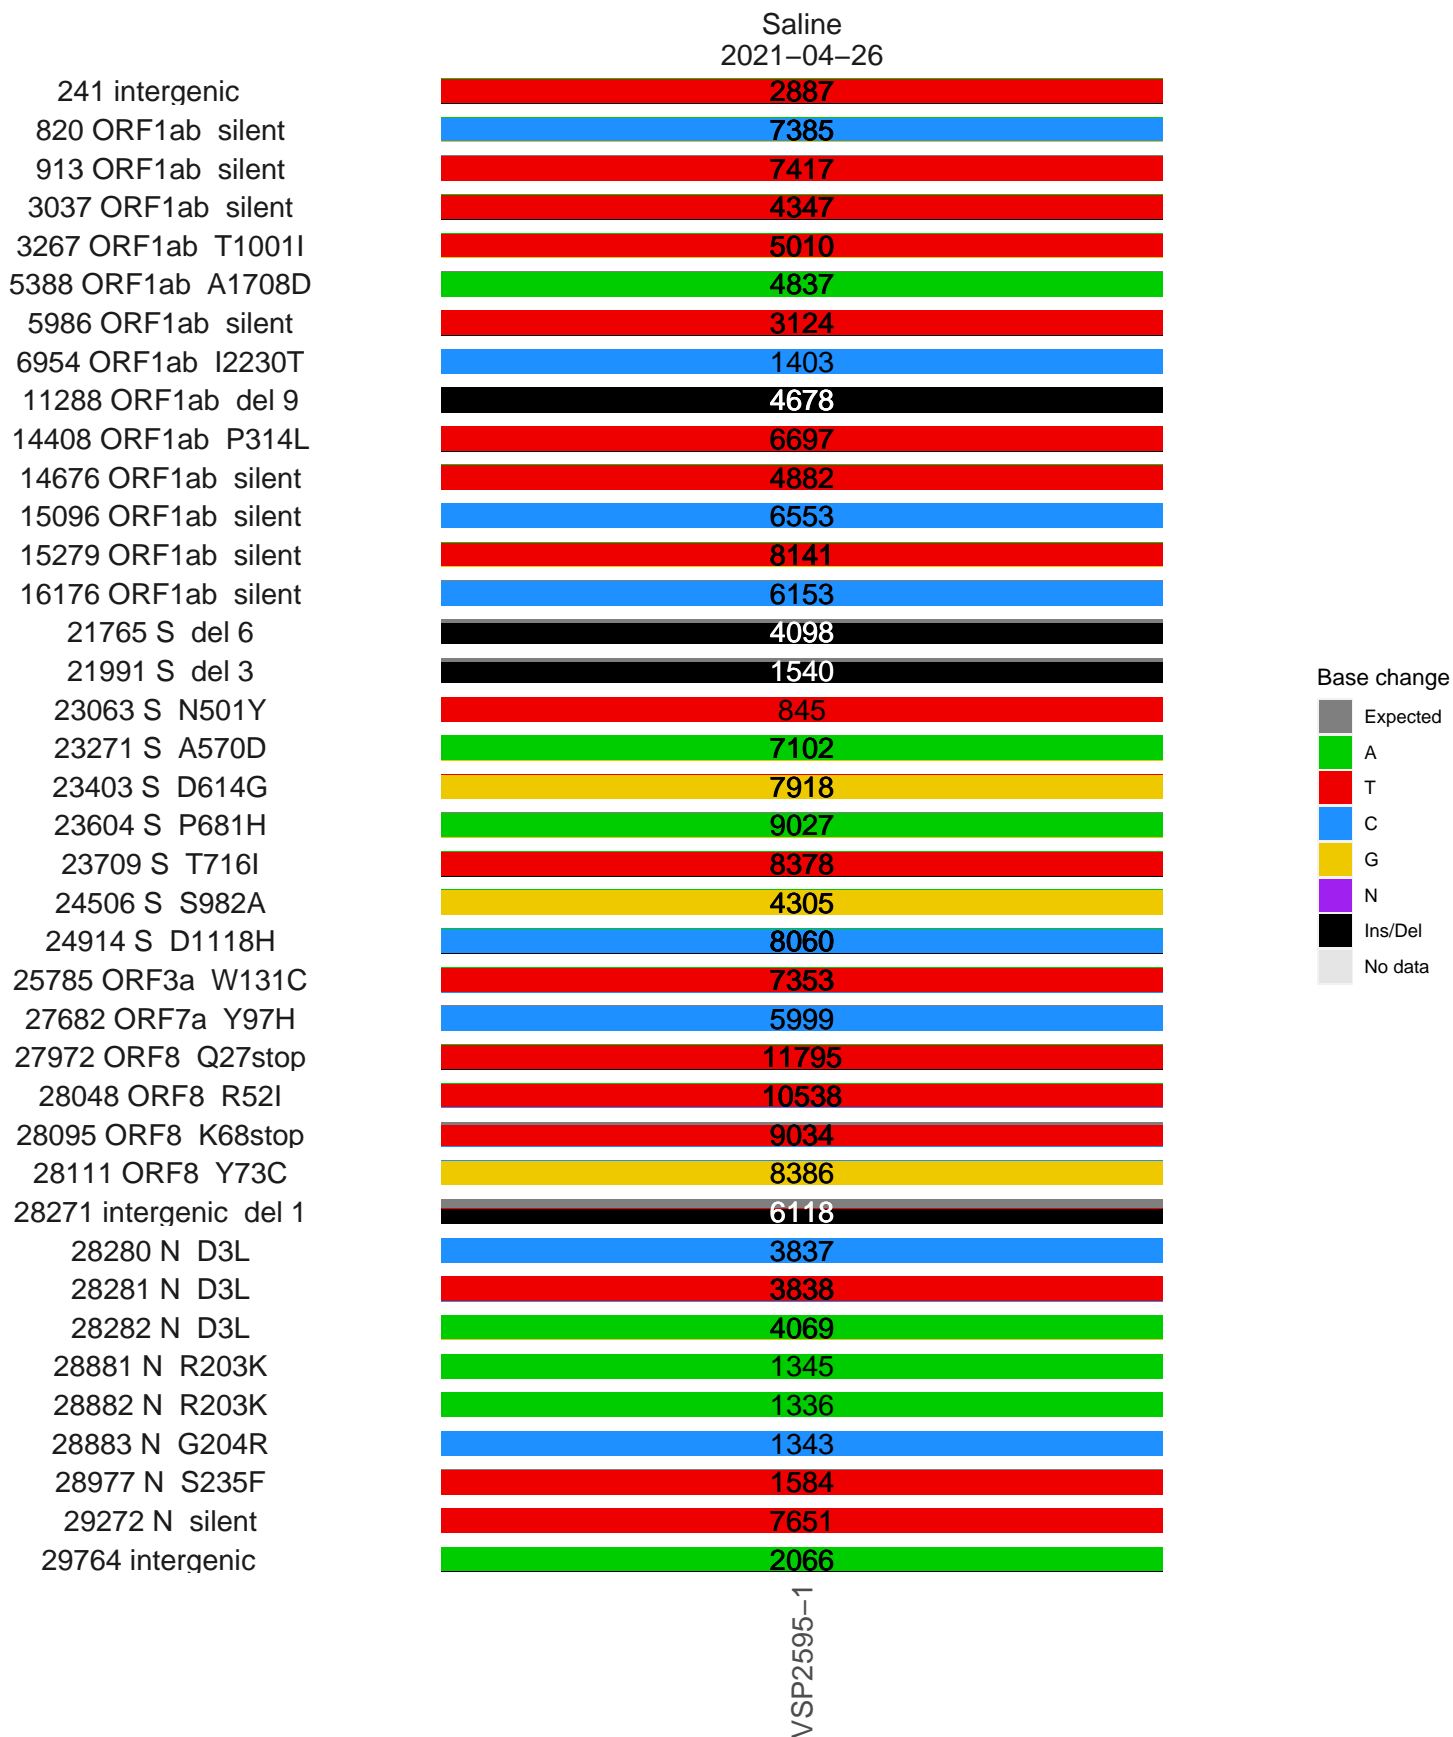 Saline
2021−04−26
241 intergenic 2887
820 ORF1ab silent 7385
913 ORF1ab silent 7417
3037 ORF1ab silent 4347
3267 ORF1ab T1001I 5010
5388 ORF1ab A1708D 4837
5986 ORF1ab silent 3124
6954 ORF1ab I2230T 1403
11288 ORF1ab del 9 4678
14408 ORF1ab P314L 6697
14676 ORF1ab silent 4882
15096 ORF1ab silent 6553
15279 ORF1ab silent 8141
16176 ORF1ab silent 6153
21765 S del 6 4098
21991 S del 3 1540
23063 S N501Y 845
23271 S A570D 7102
23403 S D614G 7918
23604 S P681H 9027
23709 S T716I 8378
24506 S S982A 4305
24914 S D1118H 8060
25785 ORF3a W131C 7353
27682 ORF7a Y97H 5999
27972 ORF8 Q27stop 11795
28048 ORF8 R52I 10538
28095 ORF8 K68stop 9034
28111 ORF8 Y73C 8386
28271 intergenic del 1 6118
28280 N D3L 3837
28281 N D3L 3838
28282 N D3L 4069
28881 N R203K 1345
28882 N R203K 1336
28883 N G204R 1343
28977 N S235F 1584
29272 N silent 7651
29764 intergenic 2066
VSP2595−1
Base change
Expected
A
T
C
G
N
Ins/Del
No data